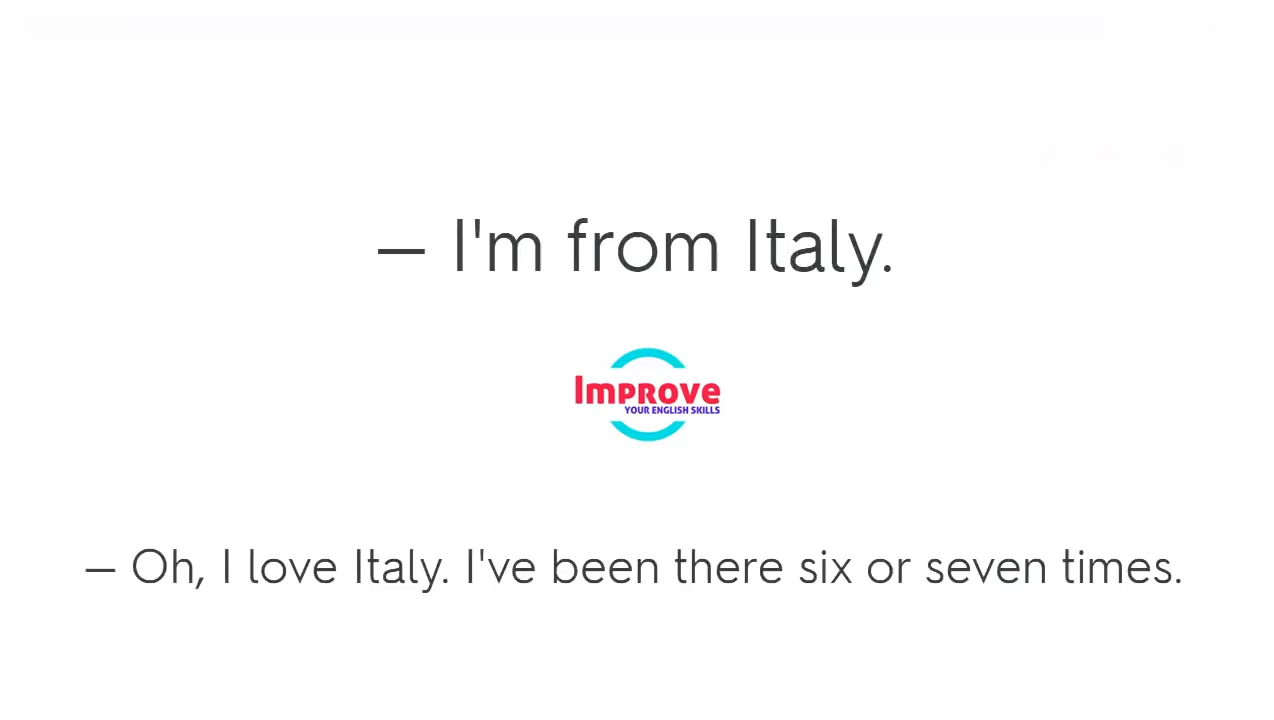 — I'm from Italy.
Improve
YOUR ENGLISH SKILLS
— Oh, I love Italy. I've been there six or seven times.